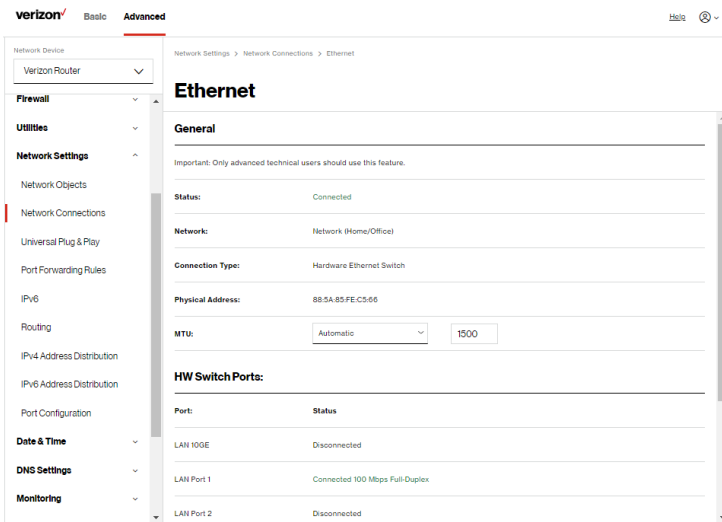 verizon✓ Basic Advanced Help
Network Device
Verizon Router
Firewall
Utilities
Network Settings
Network Objects
Network Connections
Universal Plug & Play
Port Forwarding Rules
IPv6
Routing
IPv4 Address Distribution
IPv6 Address Distribution
Port Configuration
Date & Time
DNS Settings
Monitoring
Network Settings > Network Connections > Ethernet
Ethernet
General
Important: Only advanced technical users should use this feature.
Status: Connected
Network: Network (Home/Office)
Connection Type: Hardware Ethernet Switch
Physical Address: 88:5A:85:FE:C5:66
MTU: Automatic 1500
HW Switch Ports:
Port: Status
LAN 10GE Disconnected
LAN Port 1 Connected 100 Mbps Full-Duplex
LAN Port 2 Disconnected